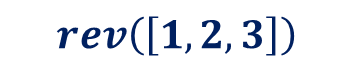 rev([1, 2, 3])